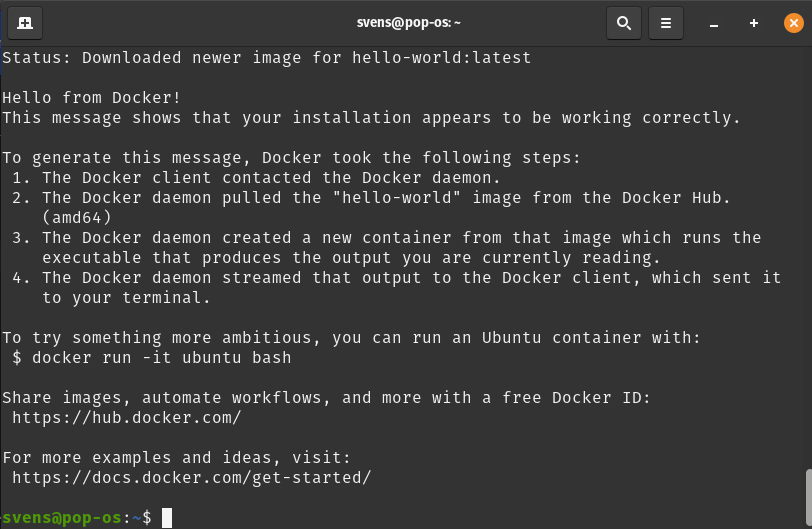 svens@pop-os: ~
Status: Downloaded newer image for hello-world:latest
Hello from Docker!
This message shows that your installation appears to be working correctly.
To generate this message, Docker took the following steps:
1. The Docker client contacted the Docker daemon.
2. The Docker daemon pulled the "hello-world" image from the Docker Hub.
(amd64)
3. The Docker daemon created a new container from that image which runs the
executable that produces the output you are currently reading.
4. The Docker daemon streamed that output to the Docker client, which sent it
to your terminal.
To try something more ambitious, you can run an Ubuntu container with:
$ docker run -it ubuntu bash
Share images, automate workflows, and more with a free Docker ID:
https://hub.docker.com/
For more examples and ideas, visit:
https://docs.docker.com/get-started/
svens@pop-os:~$